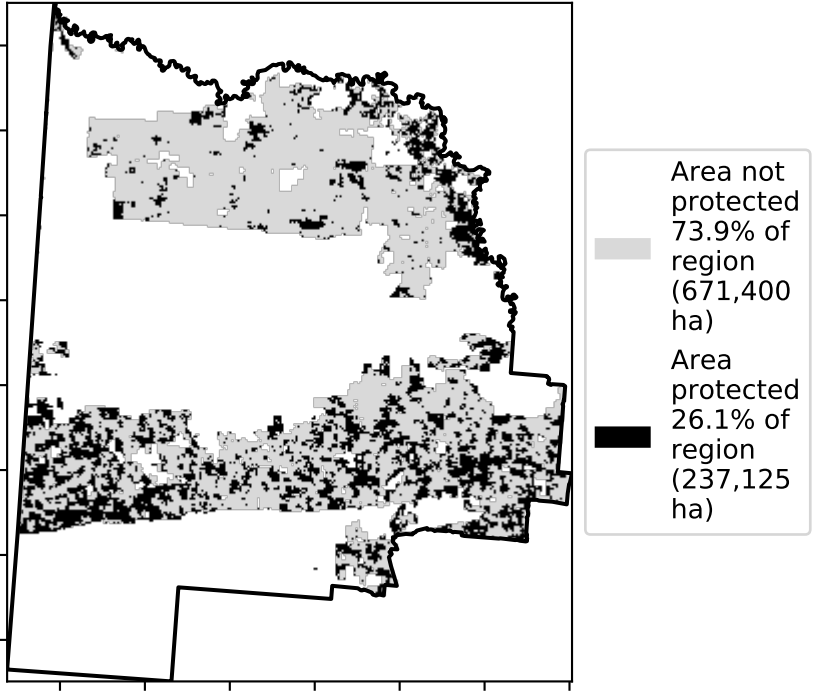 Area not
protected
73.9% of
region
(671,400
ha)
Area
protected
26.1% of
region
(237,125
ha)